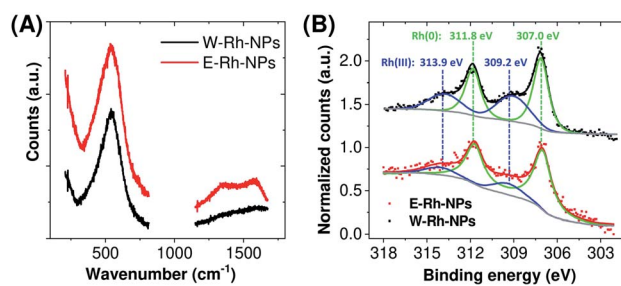 (A)
W-Rh-NPs
E-Rh-NPs
Counts (a.u.)
500 1000 1500
Wavenumber (cm⁻¹)
(B)
Rh(0): 311.8 eV 307.0 eV
Rh(III): 313.9 eV 309.2 eV
Normalized counts (a.u.)
2.0
1.5
1.0
0.5
0.0
E-Rh-NPs
W-Rh-NPs
318 315 312 309 306 303
Binding energy (eV)